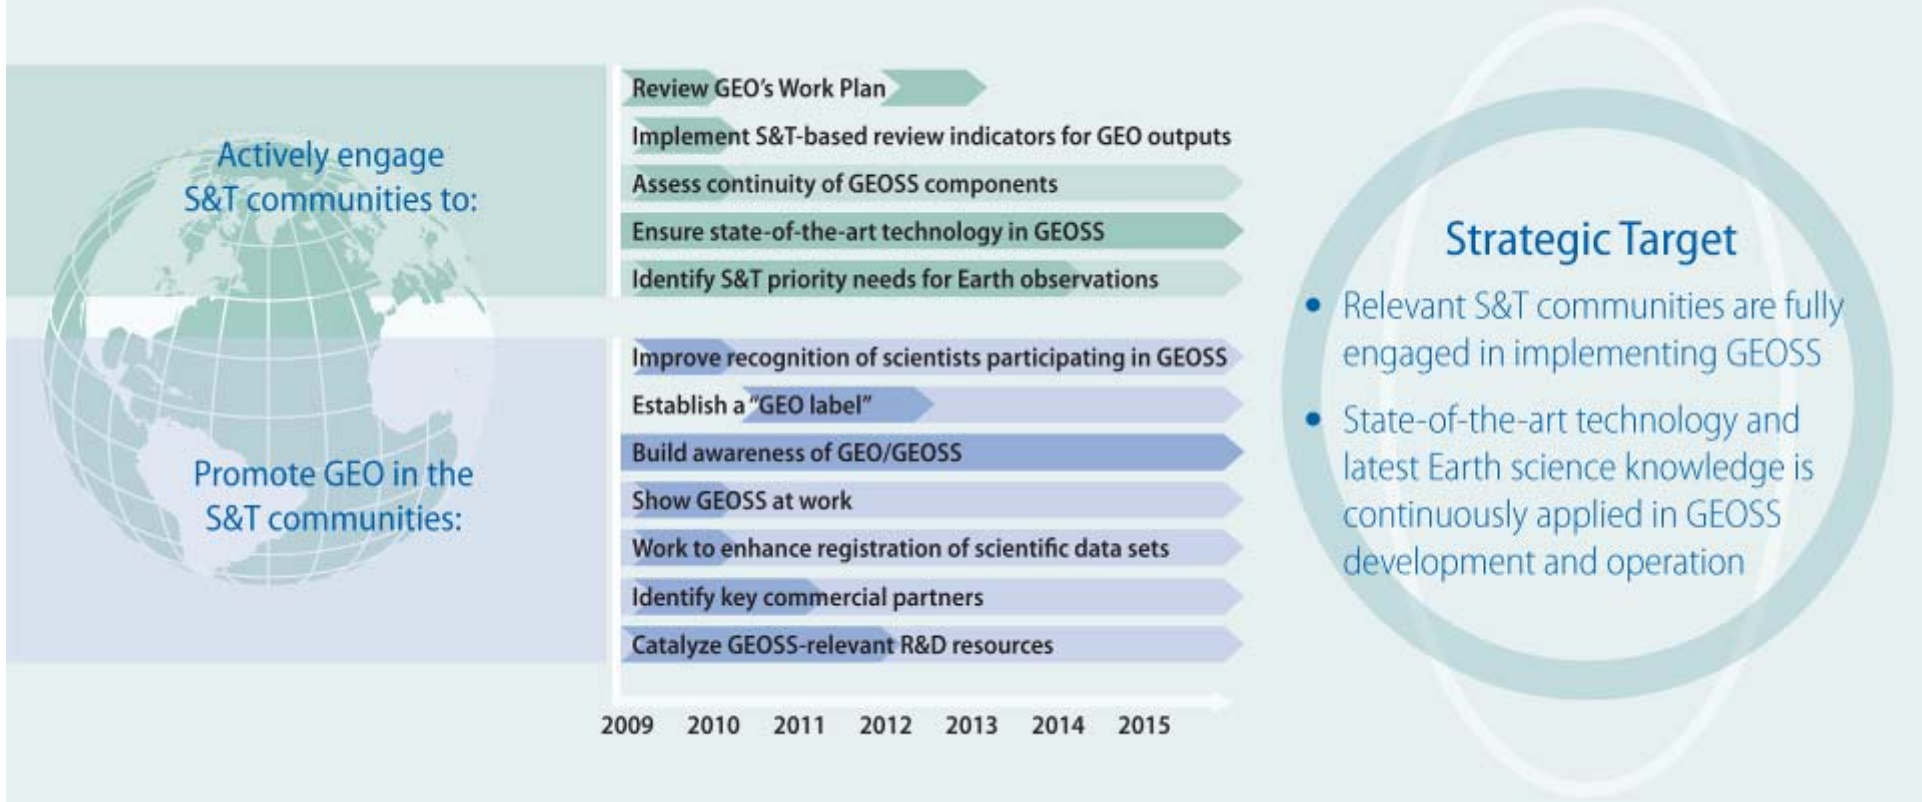 Actively engage
S&T communities to:
Review GEO's Work Plan
Implement S&T-based review indicators for GEO outputs
Assess continuity of GEOSS components
Ensure state-of-the-art technology in GEOSS
Identify S&T priority needs for Earth observations
Promote GEO in the
S&T communities:
Improve recognition of scientists participating in GEOSS
Establish a "GEO label"
Build awareness of GEO/GEOSS
Show GEOSS at work
Work to enhance registration of scientific data sets
Identify key commercial partners
Catalyze GEOSS-relevant R&D resources
2009 2010 2011 2012 2013 2014 2015
Strategic Target
• Relevant S&T communities are fully
engaged in implementing GEOSS
• State-of-the-art technology and
latest Earth science knowledge is
continuously applied in GEOSS
development and operation